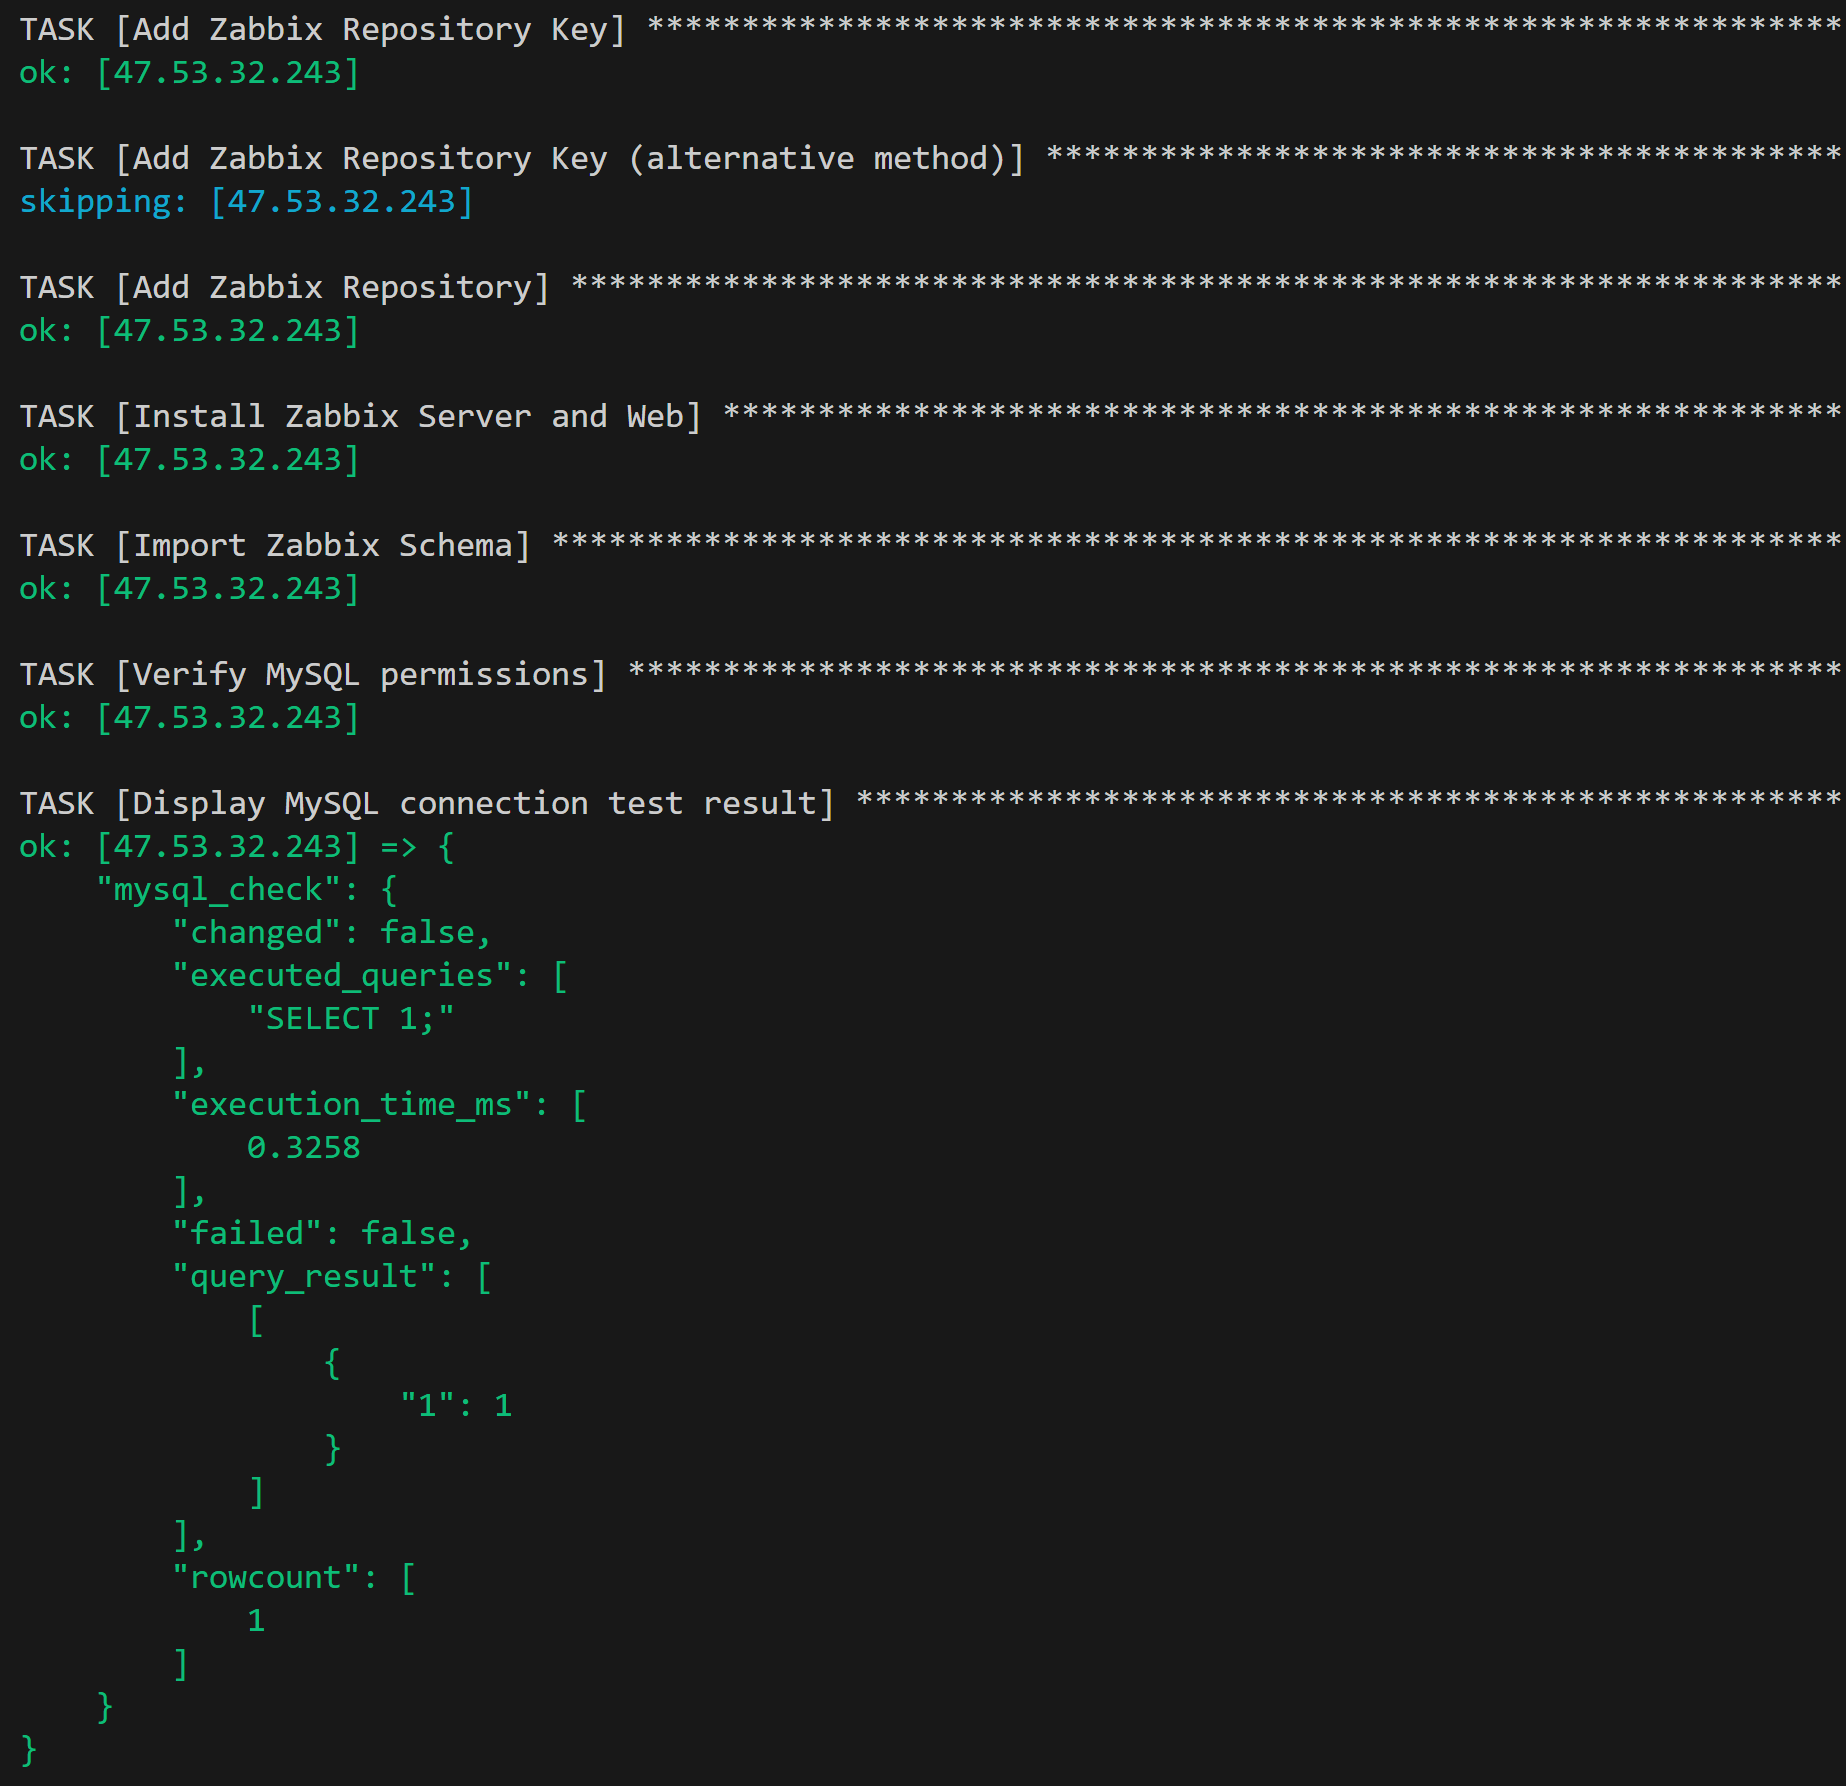 TASK [Add Zabbix Repository Key] ***************************************************************
ok: [47.53.32.243]

TASK [Add Zabbix Repository Key (alternative method)] ******************************************
skipping: [47.53.32.243]

TASK [Add Zabbix Repository] *******************************************************************
ok: [47.53.32.243]

TASK [Install Zabbix Server and Web] ***********************************************************
ok: [47.53.32.243]

TASK [Import Zabbix Schema] ********************************************************************
ok: [47.53.32.243]

TASK [Verify MySQL permissions] ****************************************************************
ok: [47.53.32.243]

TASK [Display MySQL connection test result] ****************************************************
ok: [47.53.32.243] => {
    "mysql_check": {
        "changed": false,
        "executed_queries": [
            "SELECT 1;"
        ],
        "execution_time_ms": [
            0.3258
        ],
        "failed": false,
        "query_result": [
            [
                {
                    "1": 1
                }
            ]
        ],
        "rowcount": [
            1
        ]
    }
}